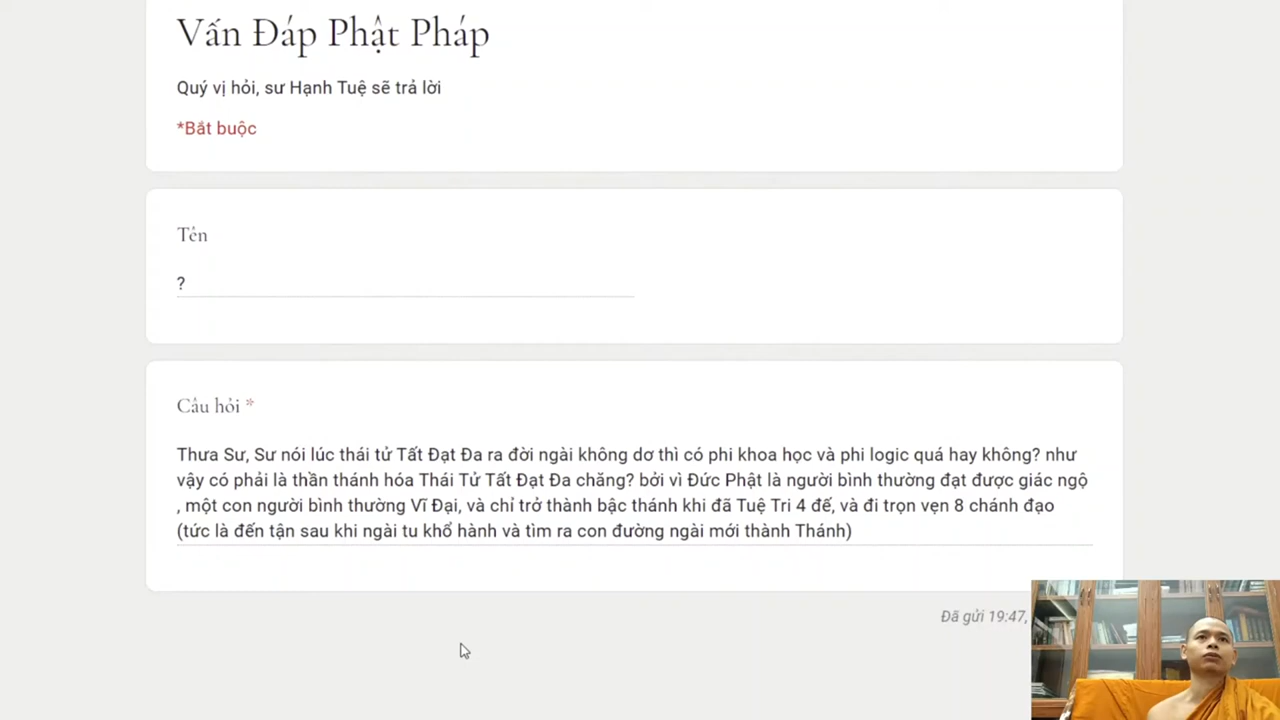 Vấn Đáp Phật Pháp
Quý vị hỏi, sư Hạnh Tuệ sẽ trả lời
*Bắt buộc
Tên
?
Câu hỏi *
Thưa Sư, Sư nói lúc thái tử Tất Đạt Đa ra đời ngài không dơ thì có phi khoa học và phi logic quá hay không? như
vậy có phải là thần thánh hóa Thái Tử Tất Đạt Đa chăng? bởi vì Đức Phật là người bình thường đạt được giác ngộ
, một con người bình thường Vĩ Đại, và chỉ trở thành bậc thánh khi đã Tuệ Tri 4 đế, và đi trọn vẹn 8 chánh đạo
(tức là đến tận sau khi ngài tu khổ hành và tìm ra con đường ngài mới thành Thánh)
Đã gửi 19:47,